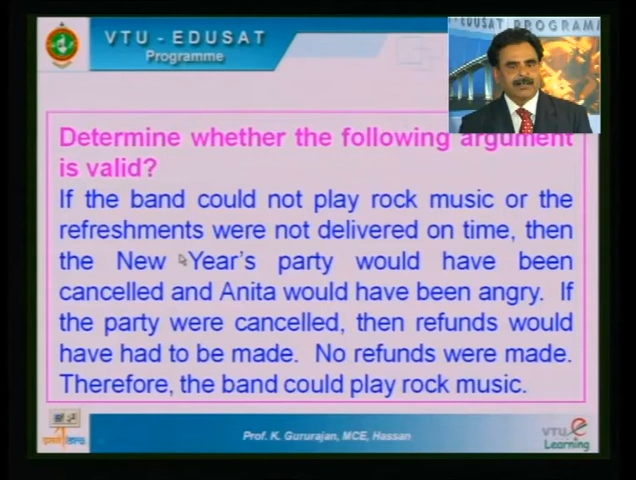 VTU - EDUSAT
Programme
EDUSAT PROGRAMM
Determine whether the following argument
is valid?
If the band could not play rock music or the
refreshments were not delivered on time, then
the New Year's party would have been
cancelled and Anita would have been angry. If
the party were cancelled, then refunds would
have had to be made. No refunds were made.
Therefore, the band could play rock music.
Prof. K. Gururajan, MCE, Hassan
VTU e
Learning